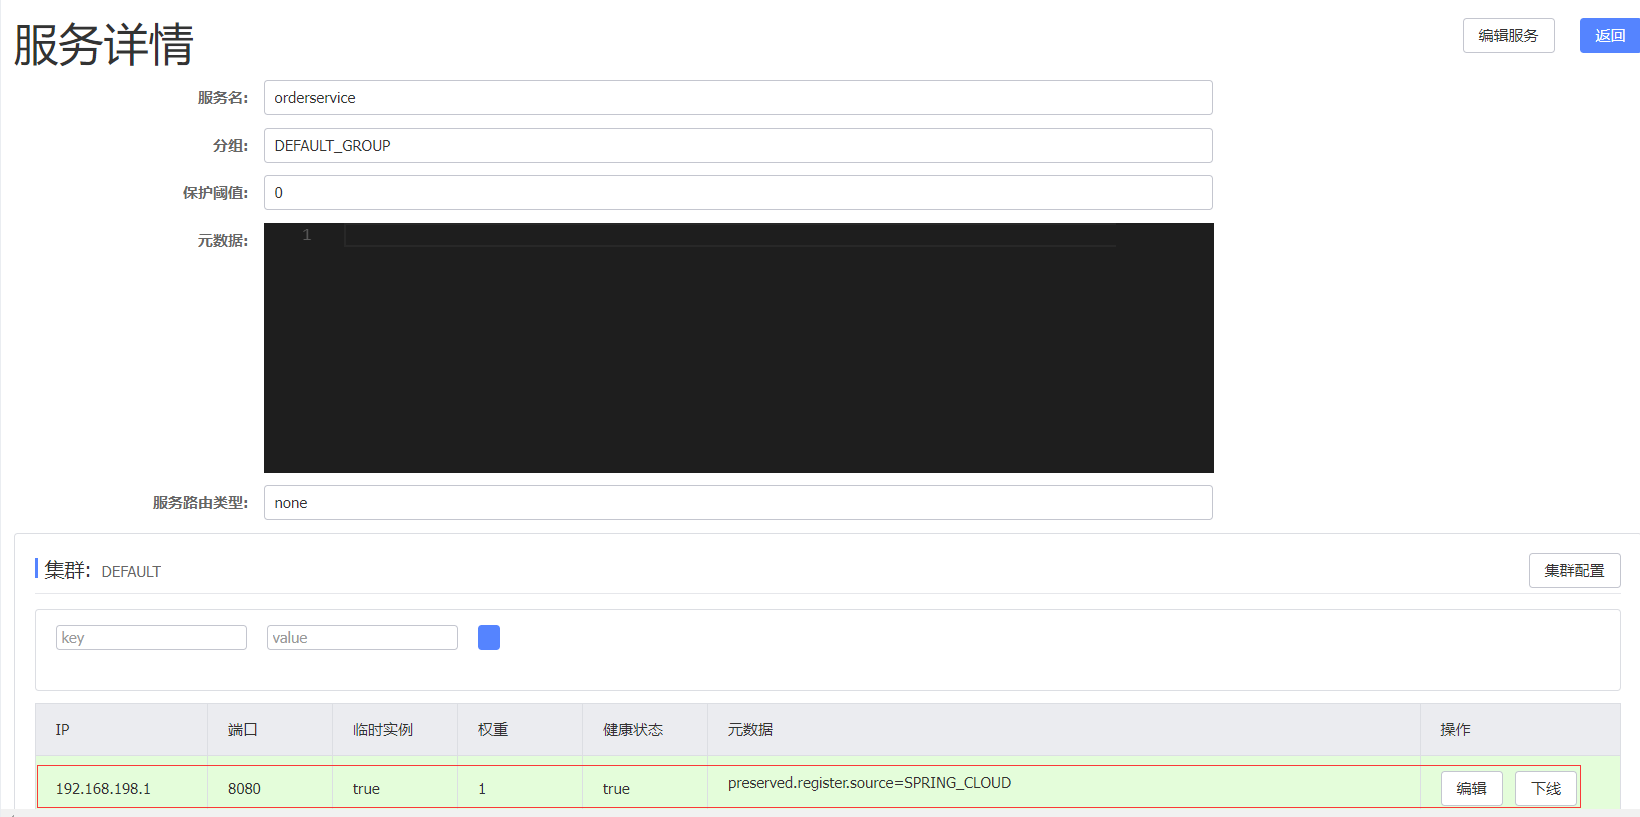 服务详情
编辑服务
返回
服务名: orderservice
分组: DEFAULT_GROUP
保护阈值: 0
元数据: 1
服务路由类型: none
集群: DEFAULT
集群配置
key value
IP 端口 临时实例 权重 健康状态 元数据 操作
192.168.198.1 8080 true 1 true preserved.register.source=SPRING_CLOUD 编辑 下线